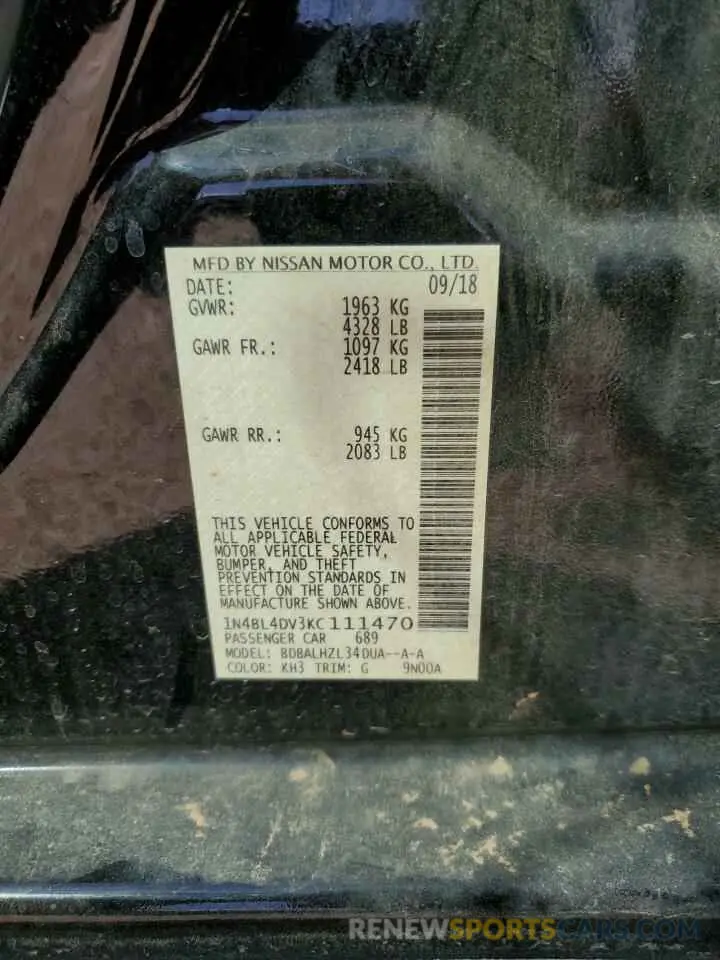 MFD BY NISSAN MOTOR CO., LTD.
DATE: 09/18
GVWR: 1963 KG
4328 LB
GAWR FR.: 1097 KG
2418 LB
GAWR RR.: 945 KG
2083 LB
THIS VEHICLE CONFORMS TO
ALL APPLICABLE FEDERAL
MOTOR VEHICLE SAFETY,
BUMPER, AND THEFT
PREVENTION STANDARDS IN
EFFECT ON THE DATE OF
MANUFACTURE SHOWN ABOVE.
1N4BL4DV3KC111470
PASSENGER CAR 689
MODEL: BDBALHZL34DUA--A-A
COLOR: KH3 TRIM: G 9N00A
RENEWSPORTSCARS.COM